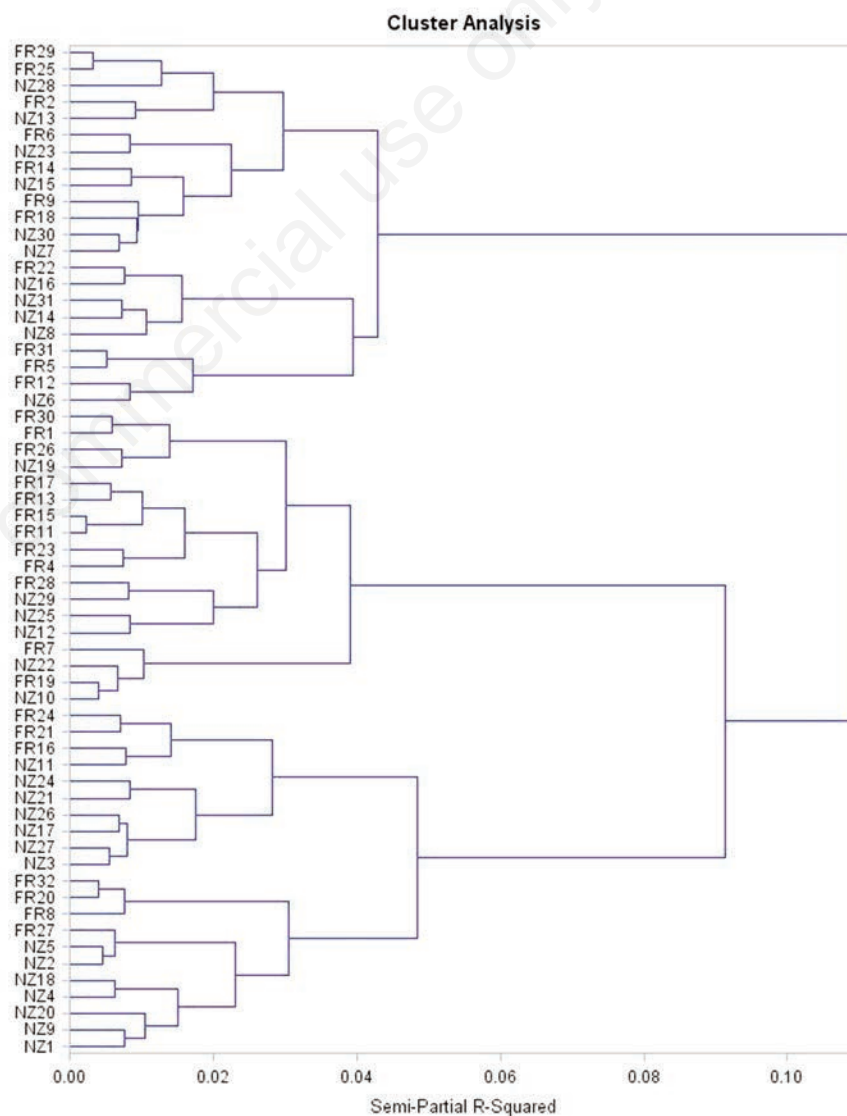 Cluster Analysis
FR29
FR25
NZ28
FR2
NZ13
FR6
NZ23
FR14
NZ15
FR9
FR18
NZ30
NZ7
FR22
NZ16
NZ31
NZ14
NZ8
FR31
FR5
FR12
NZ6
FR30
FR1
FR26
NZ19
FR17
FR13
FR15
FR11
FR23
FR4
FR28
NZ29
NZ25
NZ12
FR7
NZ22
FR19
NZ10
FR24
FR21
FR16
NZ11
NZ24
NZ21
NZ26
NZ17
NZ27
NZ3
FR32
FR20
FR8
FR27
NZ5
NZ2
NZ18
NZ4
NZ20
NZ9
NZ1
0.00 0.02 0.04 0.06 0.08 0.10
Semi-Partial R-Squared
commercial use only